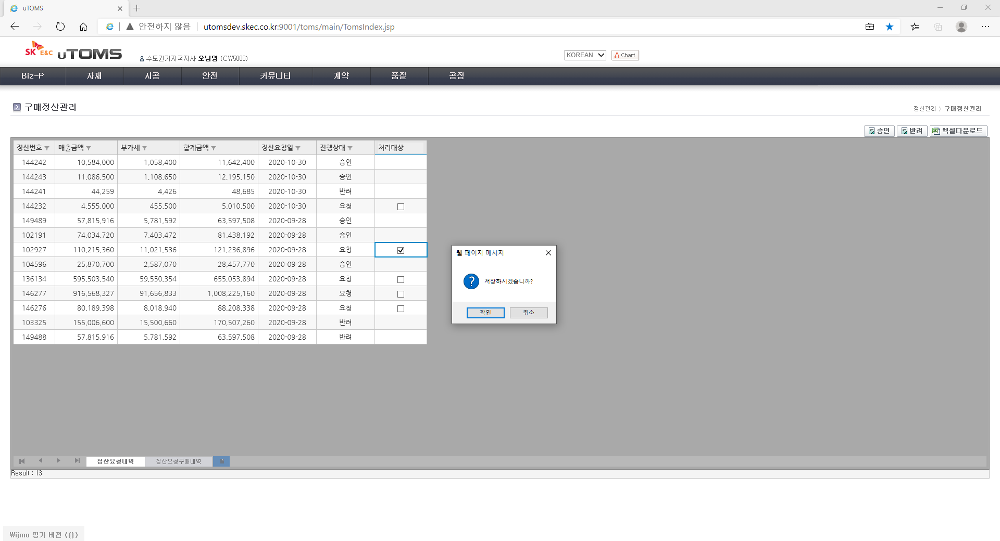 uTOMS
안전하지 않음 utomsdev.skec.co.kr:9001/toms/main/TomsIndex.jsp
SK E&C uTOMS 수도권기지국지사 오남영 (CW5886) KOREAN Chart
Biz-P 자재 시공 안전 커뮤니티 계약 품질 공정
구매정산관리 정산관리 > 구매정산관리
승인 반려 엑셀다운로드
정산번호 매출금액 부가세 합계금액 정산요청일 진행상태 처리대상
144242 10,584,000 1,058,400 11,642,400 2020-10-30 승인
144243 11,086,500 1,108,650 12,195,150 2020-10-30 승인
144241 44,259 4,426 48,685 2020-10-30 반려
144232 4,555,000 455,500 5,010,500 2020-10-30 요청
149489 57,815,916 5,781,592 63,597,508 2020-09-28 승인
102191 74,034,720 7,403,472 81,438,192 2020-09-28 승인
102927 110,215,360 11,021,536 121,236,896 2020-09-28 요청
104596 25,870,700 2,587,070 28,457,770 2020-09-28 승인
136134 595,503,540 59,550,354 655,053,894 2020-09-28 요청
146277 916,568,327 91,656,833 1,008,225,160 2020-09-28 요청
146276 80,189,398 8,018,940 88,208,338 2020-09-28 요청
103325 155,006,600 15,500,660 170,507,260 2020-09-28 반려
149488 57,815,916 5,781,592 63,597,508 2020-09-28 반려
웹 페이지 메시지
저장하시겠습니까?
확인 취소
정산요청내역 정산요청구매내역
Result : 13
Wijmo 평가 버전 ({})